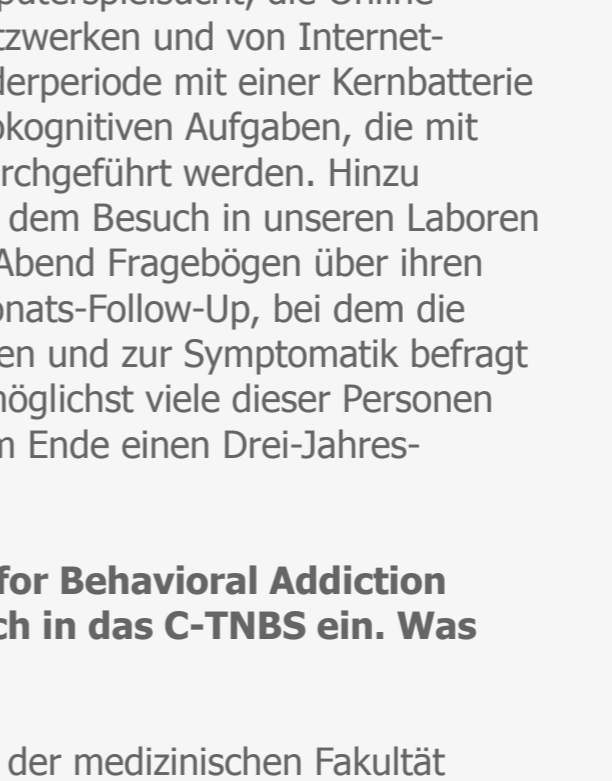 tzwerken und von Internet-
derperiode mit einer Kernbatterie
okognitiven Aufgaben, die mit
rchgeführt werden. Hinzu
dem Besuch in unseren Laboren
Abend Fragebögen über ihren
onats-Follow-Up, bei dem die
en und zur Symptomatik befragt
möglichst viele dieser Personen
m Ende einen Drei-Jahres-
for Behavioral Addiction
ch in das C-TNBS ein. Was
der medizinischen Fakultät